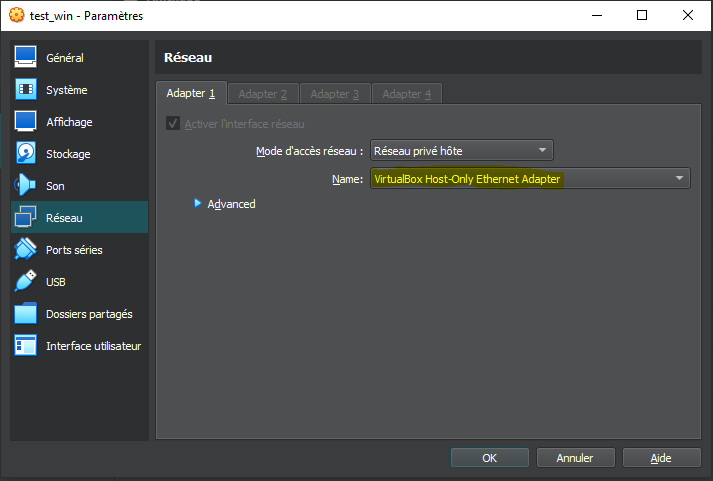 test_win - Paramètres
Général
Système
Affichage
Stockage
Son
Réseau
Ports séries
USB
Dossiers partagés
Interface utilisateur
Réseau
Adapter 1 Adapter 2 Adapter 3 Adapter 4
Activer l'interface réseau
Mode d'accès réseau : Réseau privé hôte
Name: VirtualBox Host-Only Ethernet Adapter
Advanced
OK Annuler Aide